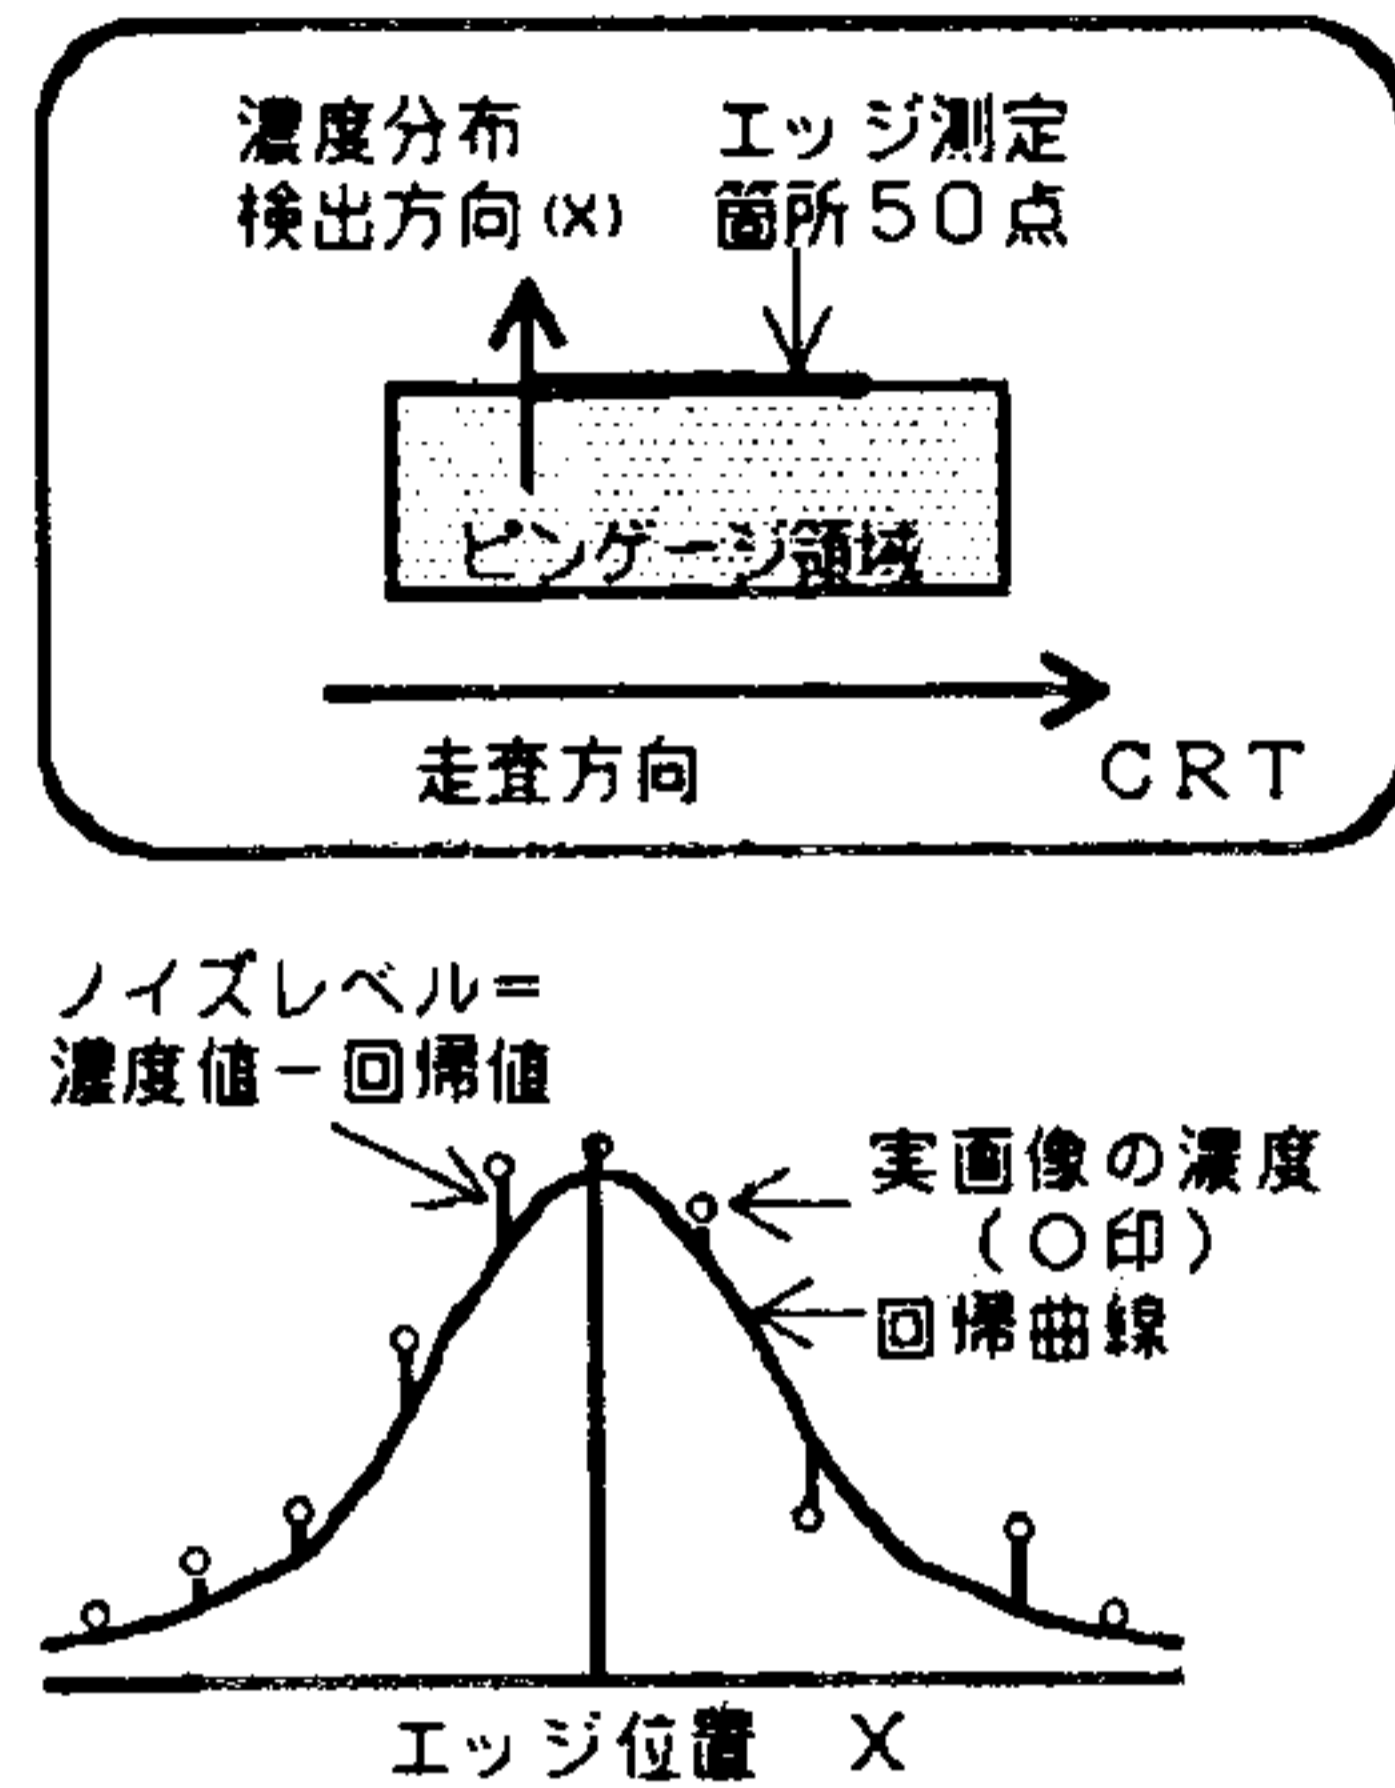 濃度分布
検出方向(X)
エッジ測定
箇所50点
ピンゲージ領域
走査方向
CRT
ノイズレベル=
濃度値-回帰値
実画像の濃度
(○印)
回帰曲線
エッジ位置 X